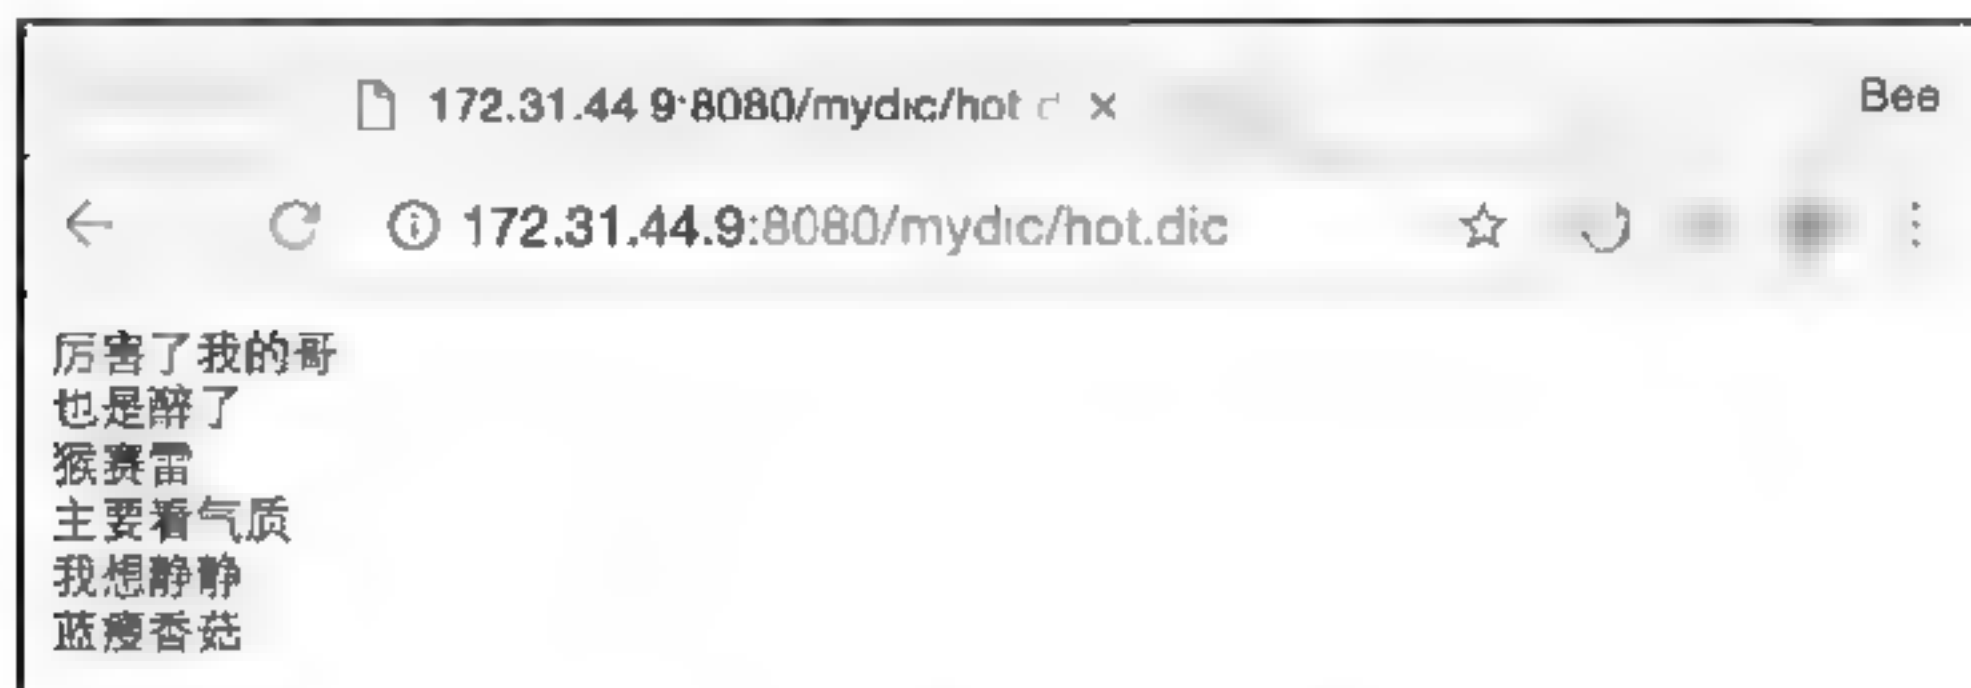 172.31.44.9:8080/mydic/hot
Bee
172.31.44.9:8080/mydic/hot.dic
厉害了我的哥
也是醉了
猴赛雷
主要看气质
我想静静
蓝瘦香菇